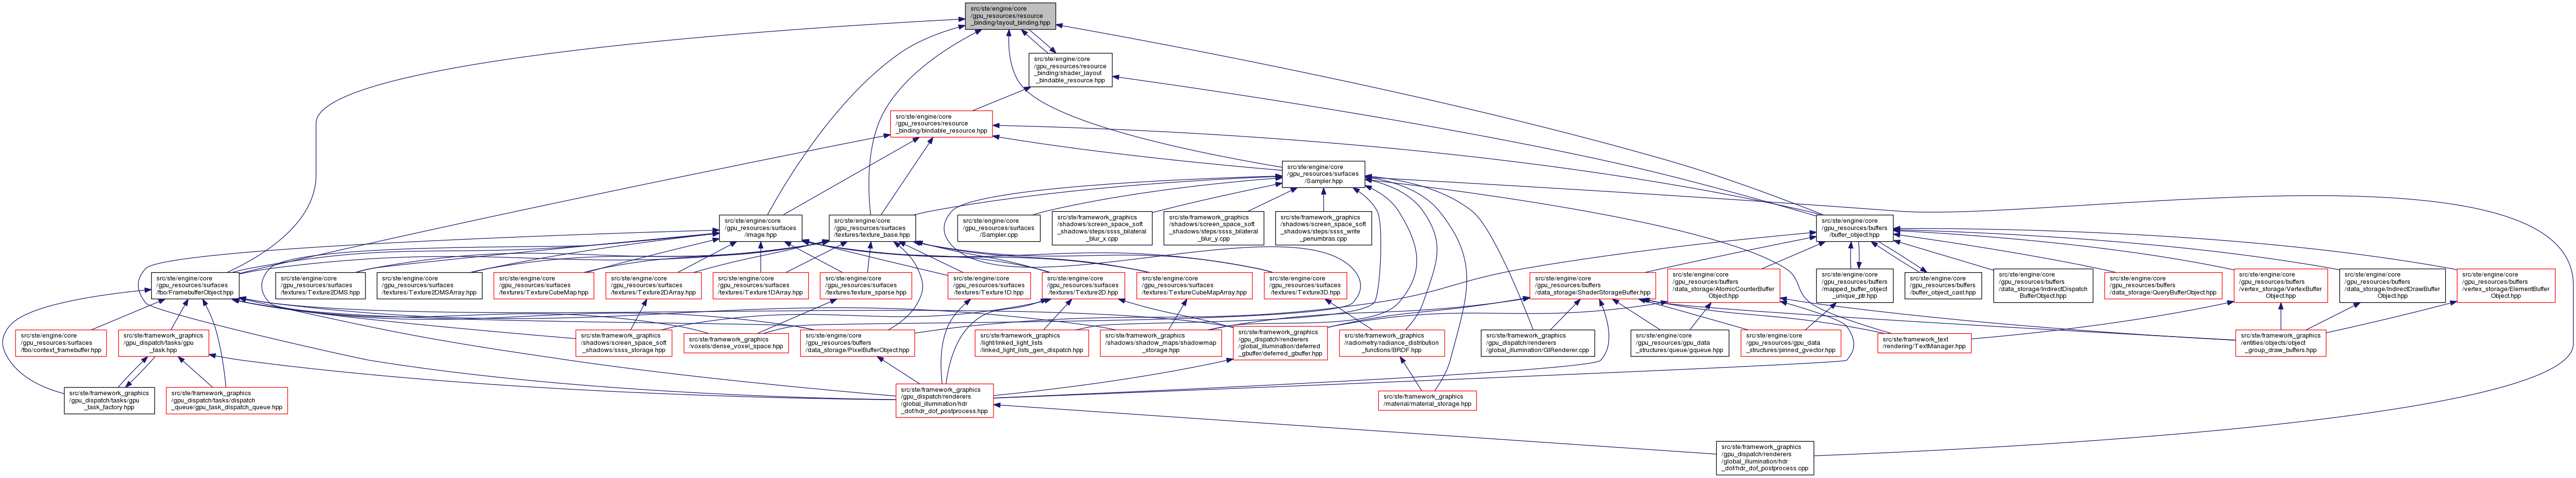 src/ste/engine/core
/gpu_resources/resource
_binding/layout_binding.hpp
src/ste/engine/core
/gpu_resources/resource
_binding/shader_layout
_bindable_resource.hpp
src/ste/engine/core
/gpu_resources/resource
_binding/bindable_resource.hpp
src/ste/engine/core
/gpu_resources/surfaces
/Sampler.hpp
src/ste/engine/core
/gpu_resources/surfaces
/image.hpp
src/ste/engine/core
/gpu_resources/surfaces
/textures/texture_base.hpp
src/ste/engine/core
/gpu_resources/surfaces
/Sampler.cpp
src/ste/framework_graphics
/shadows/screen_space_soft
_shadows/steps/ssss_bilateral
_blur_x.cpp
src/ste/framework_graphics
/shadows/screen_space_soft
_shadows/steps/ssss_bilateral
_blur_y.cpp
src/ste/framework_graphics
/shadows/screen_space_soft
_shadows/steps/ssss_write
_penumbras.cpp
src/ste/engine/core
/gpu_resources/buffers
/buffer_object.hpp
src/ste/engine/core
/gpu_resources/surfaces
/fbo/FramebufferObject.hpp
src/ste/engine/core
/gpu_resources/surfaces
/textures/Texture2DMS.hpp
src/ste/engine/core
/gpu_resources/surfaces
/textures/Texture2DMSArray.hpp
src/ste/engine/core
/gpu_resources/surfaces
/textures/TextureCubeMap.hpp
src/ste/engine/core
/gpu_resources/surfaces
/textures/Texture2DArray.hpp
src/ste/engine/core
/gpu_resources/surfaces
/textures/Texture1DArray.hpp
src/ste/engine/core
/gpu_resources/surfaces
/textures/texture_sparse.hpp
src/ste/engine/core
/gpu_resources/surfaces
/textures/Texture1D.hpp
src/ste/engine/core
/gpu_resources/surfaces
/textures/Texture2D.hpp
src/ste/engine/core
/gpu_resources/surfaces
/textures/TextureCubeMapArray.hpp
src/ste/engine/core
/gpu_resources/surfaces
/textures/Texture3D.hpp
src/ste/engine/core
/gpu_resources/buffers
/data_storage/ShaderStorageBuffer.hpp
src/ste/engine/core
/gpu_resources/buffers
/data_storage/AtomicCounterBuffer
Object.hpp
src/ste/engine/core
/gpu_resources/buffers
/mapped_buffer_object
_unique_ptr.hpp
src/ste/engine/core
/gpu_resources/buffers
/buffer_object_cast.hpp
src/ste/engine/core
/gpu_resources/buffers
/data_storage/IndirectDispatch
BufferObject.hpp
src/ste/engine/core
/gpu_resources/buffers
/data_storage/QueryBufferObject.hpp
src/ste/engine/core
/gpu_resources/buffers
/vertex_storage/VertexBuffer
Object.hpp
src/ste/engine/core
/gpu_resources/buffers
/data_storage/IndirectDrawBuffer
Object.hpp
src/ste/engine/core
/gpu_resources/buffers
/vertex_storage/ElementBuffer
Object.hpp
src/ste/engine/core
/gpu_resources/surfaces
/fbo/context_framebuffer.hpp
src/ste/framework_graphics
/gpu_dispatch/tasks/gpu
_task.hpp
src/ste/framework_graphics
/shadows/screen_space_soft
_shadows/ssss_storage.hpp
src/ste/framework_graphics
/voxels/dense_voxel_space.hpp
src/ste/engine/core
/gpu_resources/buffers
/data_storage/PixelBufferObject.hpp
src/ste/framework_graphics
/light/linked_light_lists
/linked_light_lists_gen_dispatch.hpp
src/ste/framework_graphics
/shadows/shadow_maps/shadowmap
_storage.hpp
src/ste/framework_graphics
/gpu_dispatch/renderers
/global_illumination/deferred
_gbuffer/deferred_gbuffer.hpp
src/ste/framework_graphics
/radiometry/radiance_distribution
_functions/BRDF.hpp
src/ste/framework_graphics
/gpu_dispatch/renderers
/global_illumination/GIRenderer.cpp
src/ste/engine/core
/gpu_resources/gpu_data
_structures/queue/gqueue.hpp
src/ste/engine/core
/gpu_resources/gpu_data
_structures/pinned_gvector.hpp
src/ste/framework_text
/rendering/TextManager.hpp
src/ste/framework_graphics
/entities/objects/object
_group_draw_buffers.hpp
src/ste/framework_graphics
/gpu_dispatch/tasks/gpu
_task_factory.hpp
src/ste/framework_graphics
/gpu_dispatch/tasks/dispatch
_queue/gpu_task_dispatch_queue.hpp
src/ste/framework_graphics
/gpu_dispatch/renderers
/global_illumination/hdr
_dof/hdr_dof_postprocess.hpp
src/ste/framework_graphics
/material/material_storage.hpp
src/ste/framework_graphics
/gpu_dispatch/renderers
/global_illumination/hdr
_dof/hdr_dof_postprocess.cpp